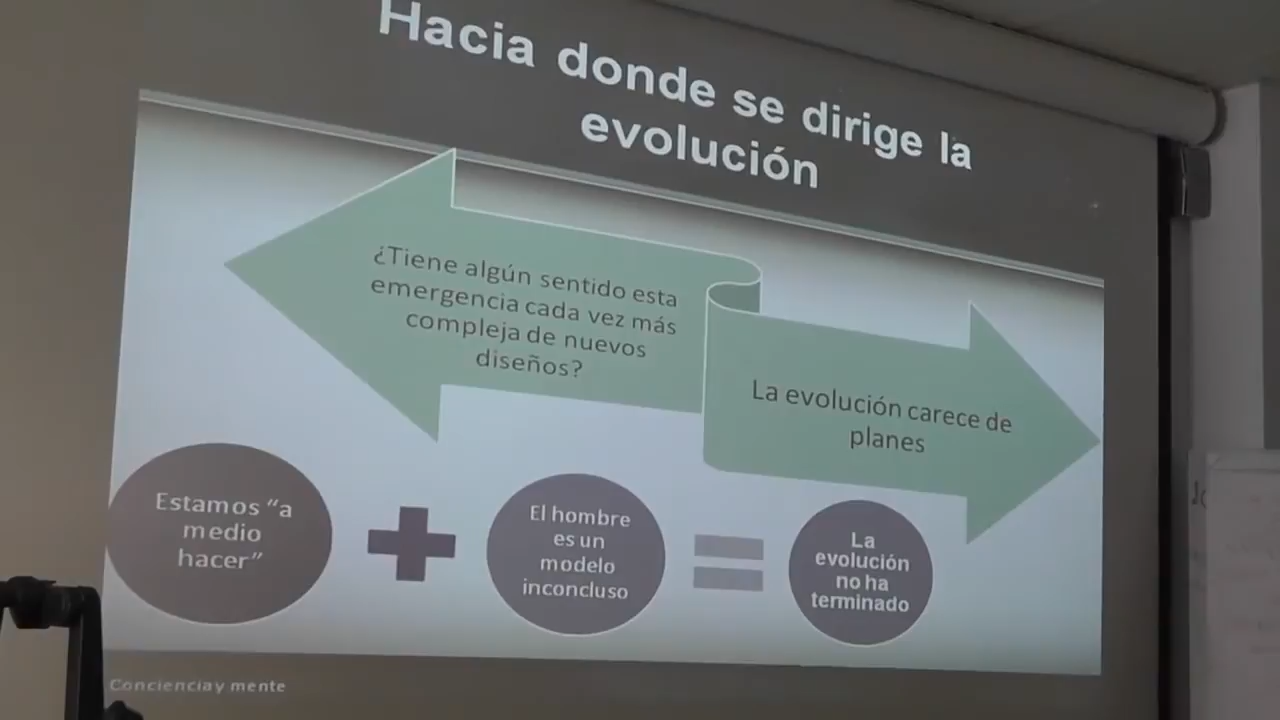 Hacia donde se dirige la
evolución
¿Tiene algún sentido esta
emergencia cada vez más
compleja de nuevos
diseños?
La evolución carece de
planes
Estamos “a
medio
hacer”
El hombre
es un
modelo
inconcluso
La
evolución
no ha
terminado
Conciencia y mente